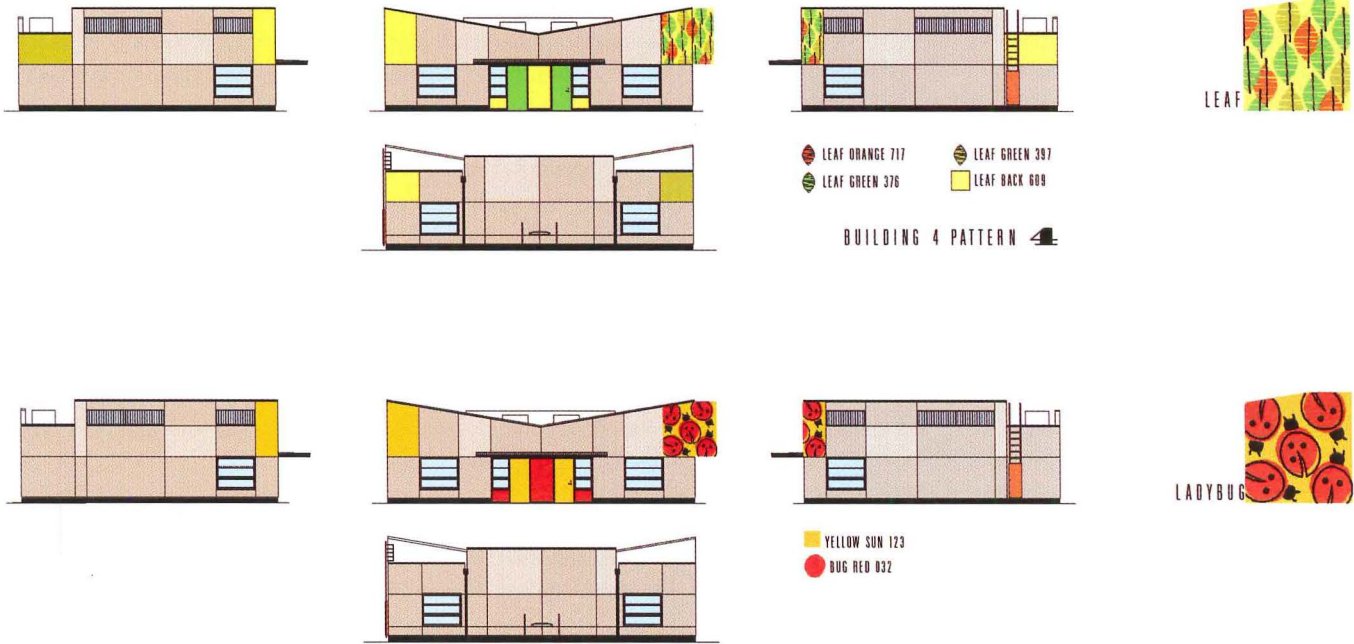 LEAF
LEAF ORANGE 717
LEAF GREEN 397
LEAF GREEN 376
LEAF BACK 609
BUILDING 4 PATTERN 4
LADYBUG
YELLOW SUN 123
BUG RED 032